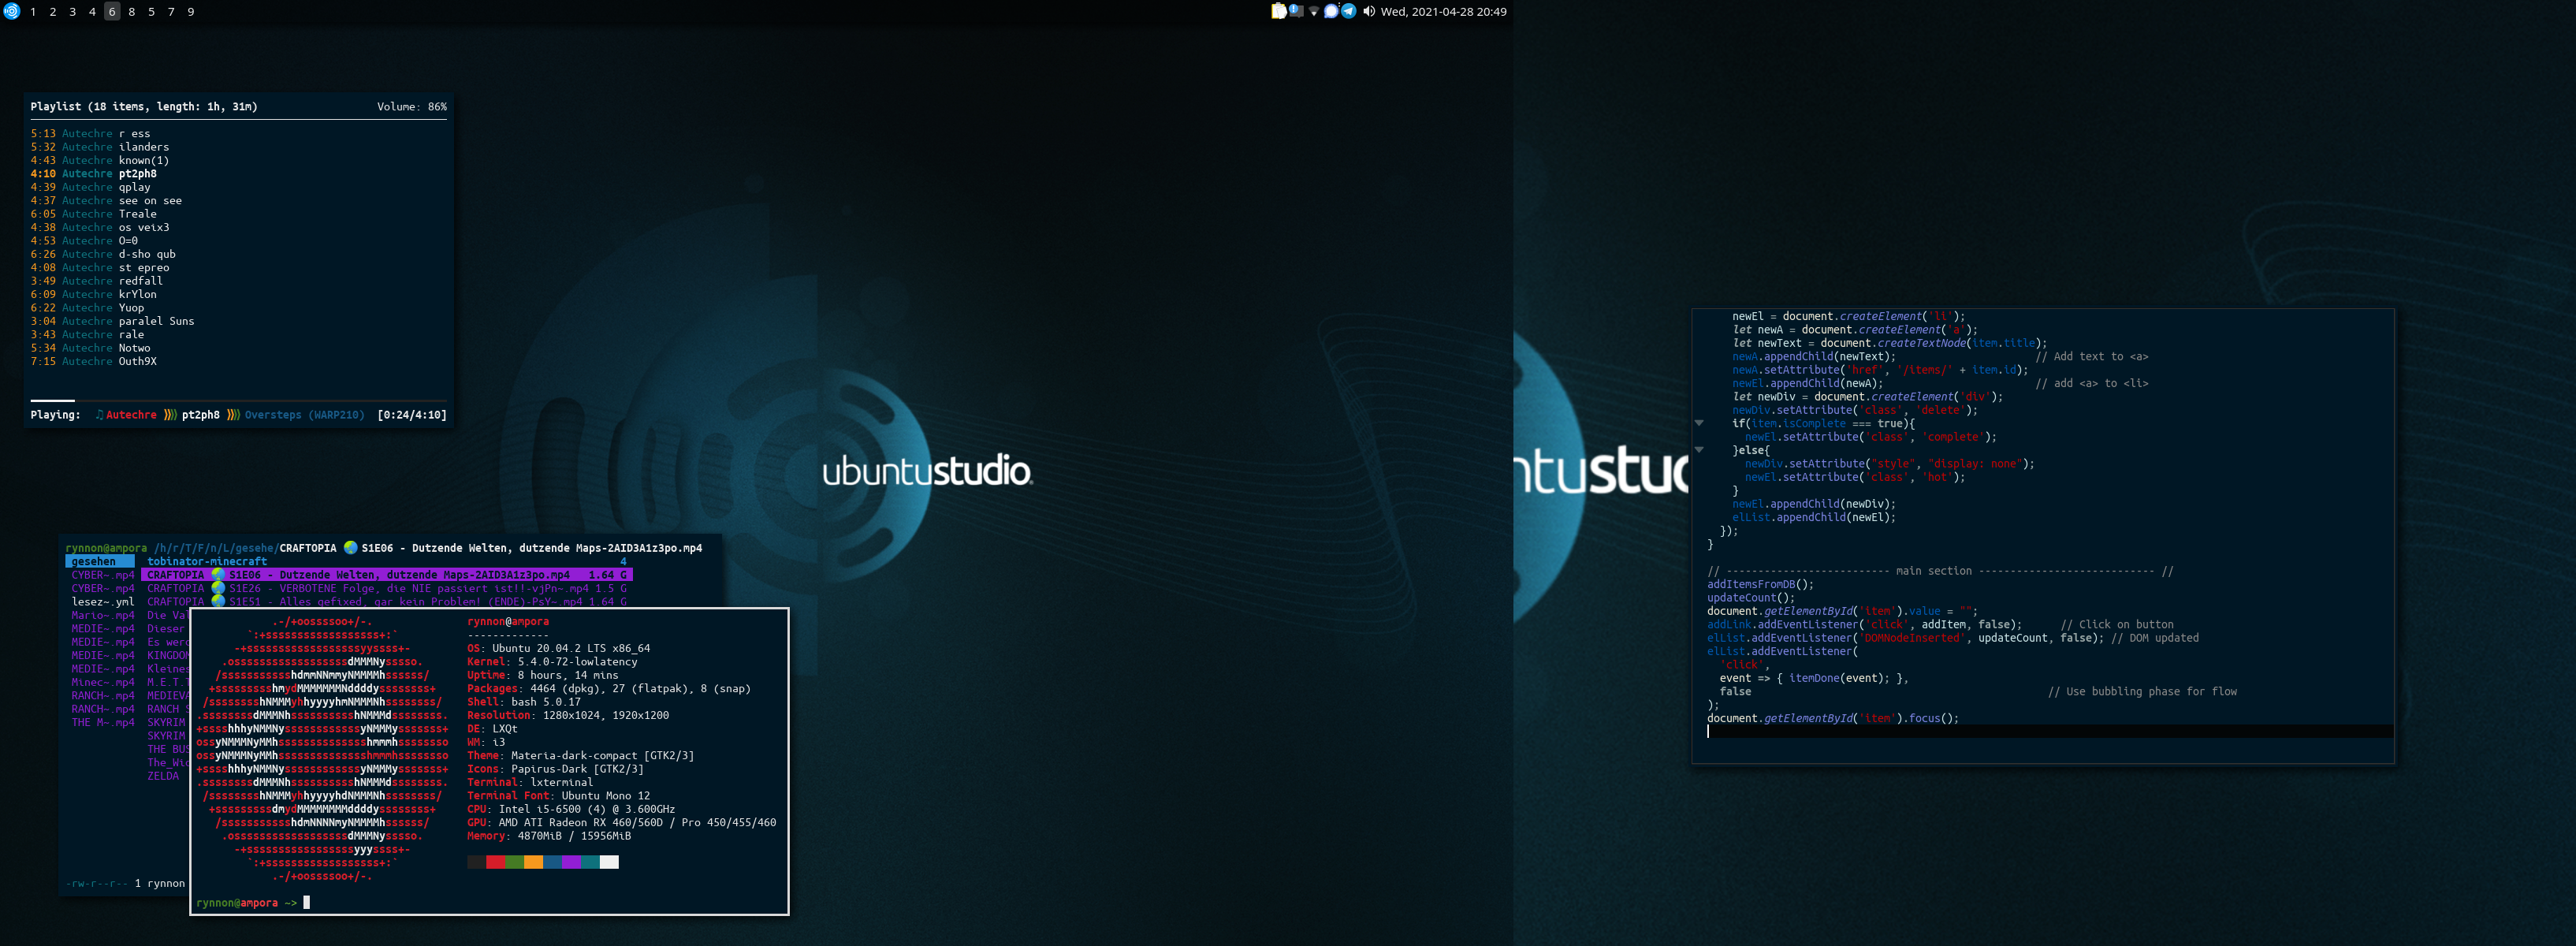 1 2 3 4 6 8 5 7 9
Wed, 2021-04-28 20:49
Playlist (18 items, length: 1h, 31m) Volume: 86%
5:13 Autechre r ess
5:32 Autechre ilanders
4:43 Autechre known(1)
4:10 Autechre pt2ph8
4:39 Autechre qplay
4:37 Autechre see on see
6:05 Autechre Treale
4:38 Autechre os veix3
4:53 Autechre O=0
6:26 Autechre d-sho qub
4:08 Autechre st epreo
3:49 Autechre redfall
6:09 Autechre krYlon
6:22 Autechre Yuop
3:04 Autechre paralel Suns
3:43 Autechre rale
5:34 Autechre Notwo
7:15 Autechre Outh9X
Playing: ♫ Autechre pt2ph8 Oversteps (WARP210) [0:24/4:10]
ubuntustudio
rynnon@ampora /h/r/T/F/n/L/gesehe/CRAFTOPIA 🌏 S1E06 - Dutzende Welten, dutzende Maps-2AID3A1z3po.mp4
gesehen tobinator-minecraft 4
CYBER~.mp4 CRAFTOPIA 🌏 S1E06 - Dutzende Welten, dutzende Maps-2AID3A1z3po.mp4 1.64 G
CYBER~.mp4 CRAFTOPIA 🌏 S1E26 - VERBOTENE Folge, die NIE passiert ist!!-vjPn~.mp4 1.5 G
lesez~.yml CRAFTOPIA 🌏 S1E51 - Alles gefixed, gar kein Problem! (ENDE)-PsY~.mp4 1.64 G
Mario~.mp4 Die Va
MEDIE~.mp4 Dieser
MEDIE~.mp4 Es werd
MEDIE~.mp4 KINGDOM
MEDIE~.mp4 Kleines
Minec~.mp4 M.E.T.T
RANCH~.mp4 MEDIEVA
RANCH~.mp4 RANCH S
THE M~.mp4 SKYRIM
SKYRIM
THE BUS
The_Wi
ZELDA
-rw-r--r-- 1 rynnon
.-/+oossssoo+/-.
`:+ssssssssssssssssss+:`
-+ssssssssssssssssssyyssss+-
.ossssssssssssssssssdMMMNysssso.
/ssssssssssshdmmNNmmyNMMMMhssssss/
+ssssssssshmydMMMMMMMNddddyssssssss+
/sssssssshNMMMyhhyyyyhmNMMMNhssssssss/
.ssssssssdMMMNhsssssssssshNMMMdssssssss.
+sssshhhyNMMNyssssssssssssyNMMMysssssss+
ossyNMMMNyMMhsssssssssssssshmmmhssssssso
ossyNMMMNyMMhsssssssssssssshmmmhssssssso
+sssshhhyNMMNyssssssssssssyNMMMysssssss+
.ssssssssdMMMNhsssssssssshNMMMdssssssss.
/sssssssshNMMMyhhyyyyhdNMMMNhssssssss/
+sssssssssdmydMMMMMMMMddddyssssssss+
/ssssssssssshdmNNNNmyNMMMMhssssss/
.ossssssssssssssssssdMMMNysssso.
-+sssssssssssssssssyyyssss+-
`:+ssssssssssssssssss+:`
.-/+oossssoo+/-.
rynnon@ampora
-------------
OS: Ubuntu 20.04.2 LTS x86_64
Kernel: 5.4.0-72-lowlatency
Uptime: 8 hours, 14 mins
Packages: 4464 (dpkg), 27 (flatpak), 8 (snap)
Shell: bash 5.0.17
Resolution: 1280x1024, 1920x1200
DE: LXQt
WM: i3
Theme: Materia-dark-compact [GTK2/3]
Icons: Papirus-Dark [GTK2/3]
Terminal: lxterminal
Terminal Font: Ubuntu Mono 12
CPU: Intel i5-6500 (4) @ 3.600GHz
GPU: AMD ATI Radeon RX 460/560D / Pro 450/455/460
Memory: 4870MiB / 15956MiB
rynnon@ampora ~>
ntustud
newEl = document.createElement('li');
let newA = document.createElement('a');
let newText = document.createTextNode(item.title);
newA.appendChild(newText); // Add text to <a>
newA.setAttribute('href', '/items/' + item.id);
newEl.appendChild(newA); // add <a> to <li>
let newDiv = document.createElement('div');
newDiv.setAttribute('class', 'delete');
if(item.isComplete === true){
newEl.setAttribute('class', 'complete');
}else{
newDiv.setAttribute("style", "display: none");
newEl.setAttribute('class', 'hot');
}
newEl.appendChild(newDiv);
elList.appendChild(newEl);
});
}
// -------------------------- main section ---------------------------- //
addItemsFromDB();
updateCount();
document.getElementById('item').value = "";
addLink.addEventListener('click', addItem, false); // Click on button
elList.addEventListener('DOMNodeInserted', updateCount, false); // DOM updated
elList.addEventListener(
'click',
event => { itemDone(event); },
false // Use bubbling phase for flow
);
document.getElementById('item').focus();